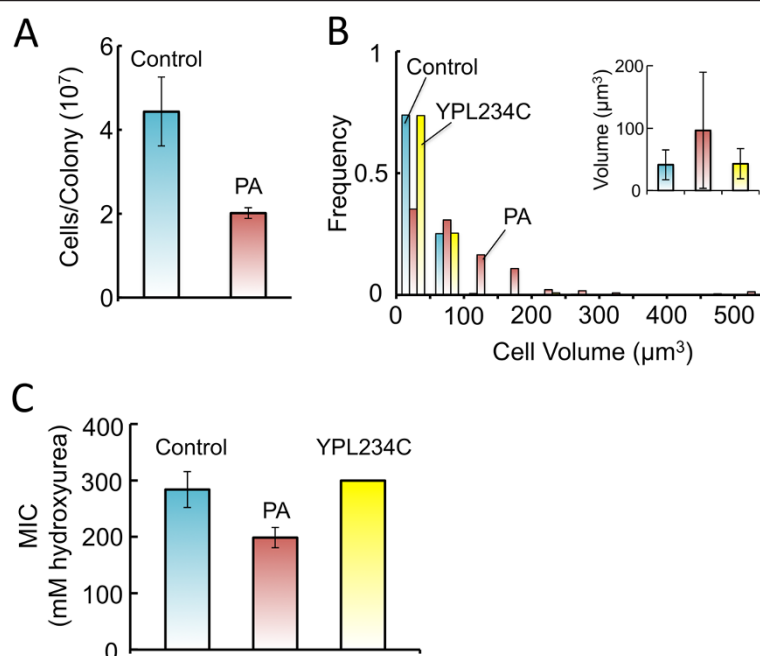 A
Cells/Colony (10⁷)
6
4
2
0
Control
PA
B
Frequency
1
0.5
0
Control
YPL234C
PA
0 100 200 300 400 500
Cell Volume (µm³)
Volume (µm³)
200
100
0
C
MIC
(mM hydroxyurea)
400
300
200
100
0
Control
PA
YPL234C